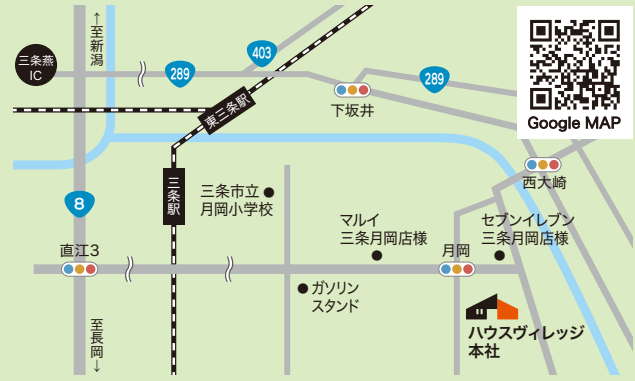 ←至新潟
三条燕
IC
289
403
289
下坂井
Google MAP
東三条駅
三条駅
西大崎
8
三条市立
月岡小学校
マルイ
三条月岡店様
セブンイレブン
三条月岡店様
直江3
月岡
ガソリン
スタンド
ハウスヴィレッジ
本社
至長岡→